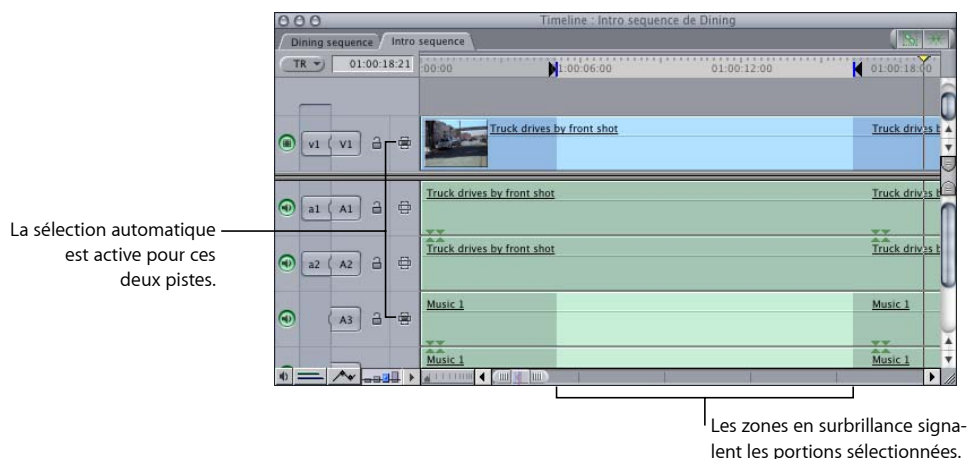 Timeline : Intro sequence de Dining
Dining sequence Intro sequence
TR 01:00:18:21 :00:00 1:00:06:00 01:00:12:00 01:00:18:00
Truck drives by front shot Truck drives b
v1 V1
Truck drives by front shot Truck drives b
a1 A1
Truck drives by front shot Truck drives b
a2 A2
Music 1 Music 1
A3
Music 1 Music 1
La sélection automatique
est active pour ces
deux pistes.
Les zones en surbrillance signa-
lent les portions sélectionnées.